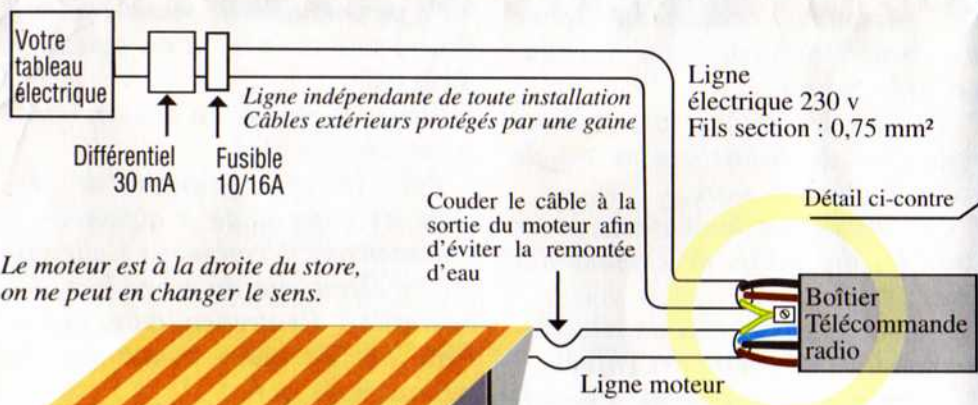 Votre
tableau
électrique
Différentiel
30 mA
Fusible
10/16A
Ligne indépendante de toute installation
Câbles extérieurs protégés par une gaine
Ligne
électrique 230 v
Fils section : 0,75 mm²
Détail ci-contre
Couder le câble à la
sortie du moteur afin
d'éviter la remontée
d'eau
Le moteur est à la droite du store,
on ne peut en changer le sens.
Boîtier
Télécommande
radio
Ligne moteur